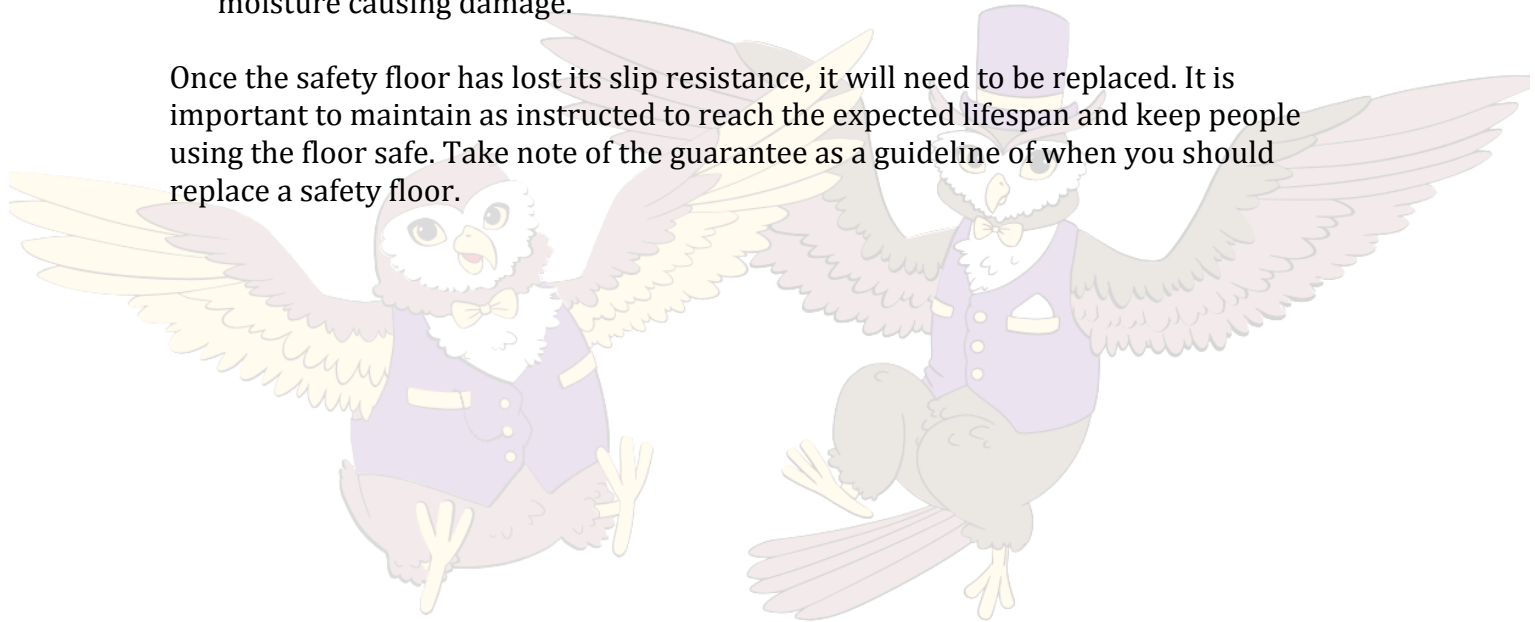 moisture causing damage.
Once the safety floor has lost its slip resistance, it will need to be replaced. It is
important to maintain as instructed to reach the expected lifespan and keep people
using the floor safe. Take note of the guarantee as a guideline of when you should
replace a safety floor.